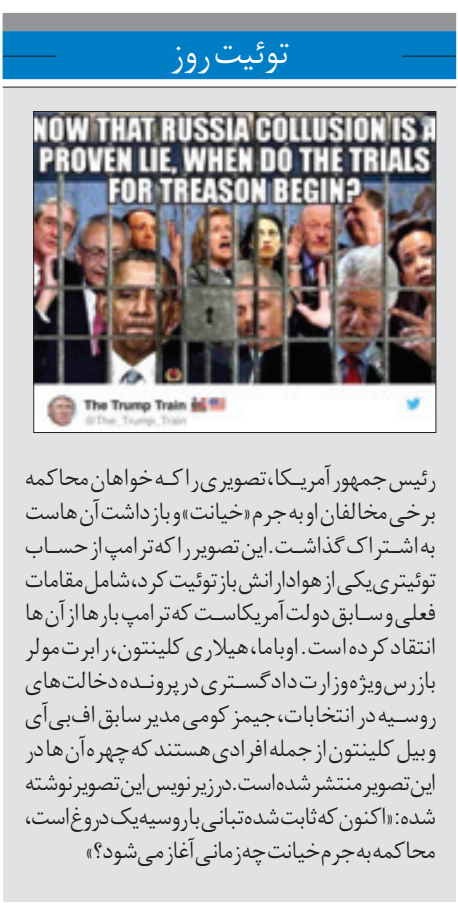 توئیت روز
NOW THAT RUSSIA COLLUSION IS A
PROVEN LIE, WHEN DO THE TRIALS
FOR TREASON BEGIN?
The Trump Train
@The_Trump_Train
رئیس جمهور آمریکا، تصویری را که خواهان محاکمه
برخی مخالفان او به جرم «خیانت» و بازداشت آن هاست
به اشتراک گذاشت. این تصویر را که ترامپ از حساب
توئیتری یکی از هوادارانش بازتوئیت کرد، شامل مقامات
فعلی و سابق دولت آمریکاست که ترامپ بارها از آن ها
انتقاد کرده است. اوباما، هیلاری کلینتون، رابرت مولر
بازرس ویژه وزارت دادگستری در پرونده دخالت های
روسیه در انتخابات، جیمز کومی مدیر سابق اف بی آی
و بیل کلینتون از جمله افرادی هستند که چهره آن ها در
این تصویر منتشر شده است. در زیرنویس این تصویر نوشته
شده: «اکنون که ثابت شده تبانی با روسیه یک دروغ است،
محاکمه به جرم خیانت چه زمانی آغاز می شود؟»